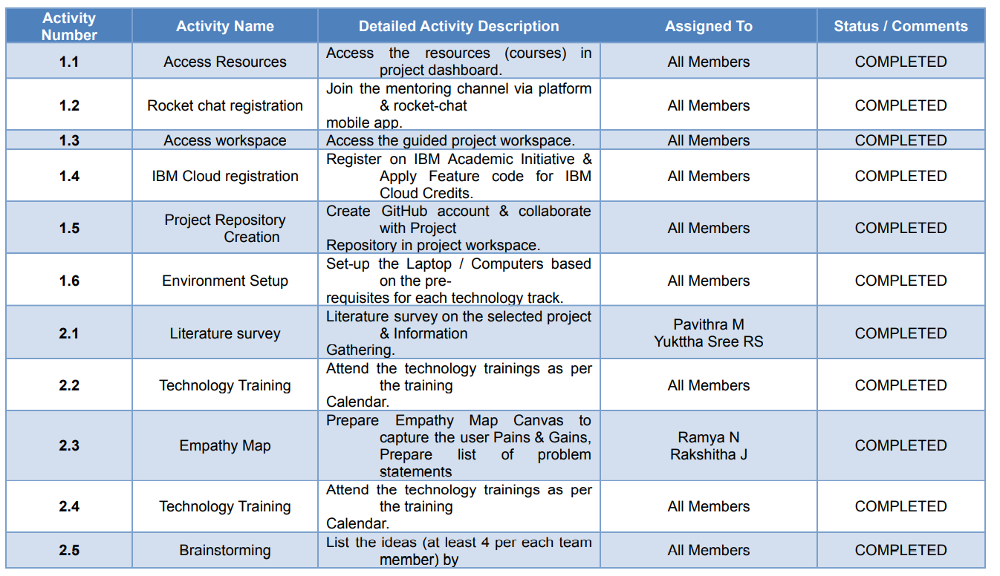 Activity Number
Activity Name
Detailed Activity Description
Assigned To
Status / Comments
1.1
Access Resources
Access the resources (courses) in
project dashboard.
All Members
COMPLETED
1.2
Rocket chat registration
Join the mentoring channel via platform
& rocket-chat
mobile app.
All Members
COMPLETED
1.3
Access workspace
Access the guided project workspace.
All Members
COMPLETED
1.4
IBM Cloud registration
Register on IBM Academic Initiative &
Apply Feature code for IBM
Cloud Credits.
All Members
COMPLETED
1.5
Project Repository
Creation
Create GitHub account & collaborate
with Project
Repository in project workspace.
All Members
COMPLETED
1.6
Environment Setup
Set-up the Laptop / Computers based
on the pre-
requisites for each technology track.
All Members
COMPLETED
2.1
Literature survey
Literature survey on the selected project
& Information
Gathering.
Pavithra M
Yukttha Sree RS
COMPLETED
2.2
Technology Training
Attend the technology trainings as per
the training
Calendar.
All Members
COMPLETED
2.3
Empathy Map
Prepare Empathy Map Canvas to
capture the user Pains & Gains,
Prepare list of problem
statements
Ramya N
Rakshitha J
COMPLETED
2.4
Technology Training
Attend the technology trainings as per
the training
Calendar.
All Members
COMPLETED
2.5
Brainstorming
List the ideas (at least 4 per each team
member) by
All Members
COMPLETED